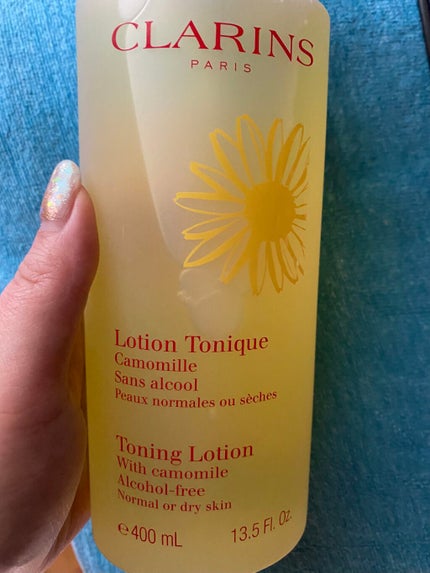 CLARINS
PARIS
Lotion Tonique
Camomille
Sans alcool
Peaux normales ou sèches
Toning Lotion
With camomile
Alcohol-free
Normal or dry skin
℮400 mL 13.5 Fl. Oz.